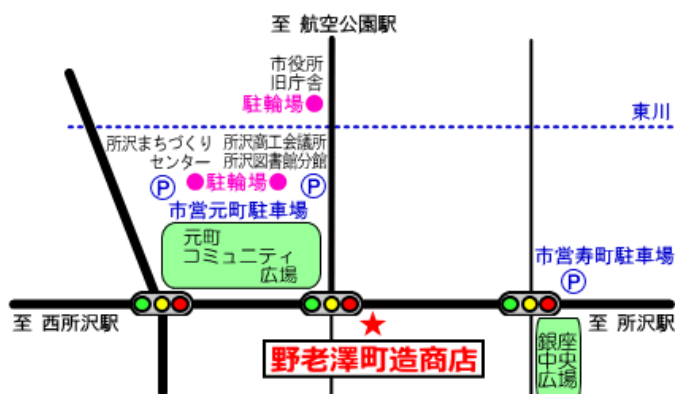 至 航空公園駅
市役所
旧庁舎
駐輪場
東川
所沢まちづくり
センター
所沢商工会議所
所沢図書館分館
P
駐輪場
P
市営元町駐車場
元町
コミュニティ
広場
市営寿町駐車場
P
至 西所沢駅
至 所沢駅
野老澤町造商店
銀座
中央
広場